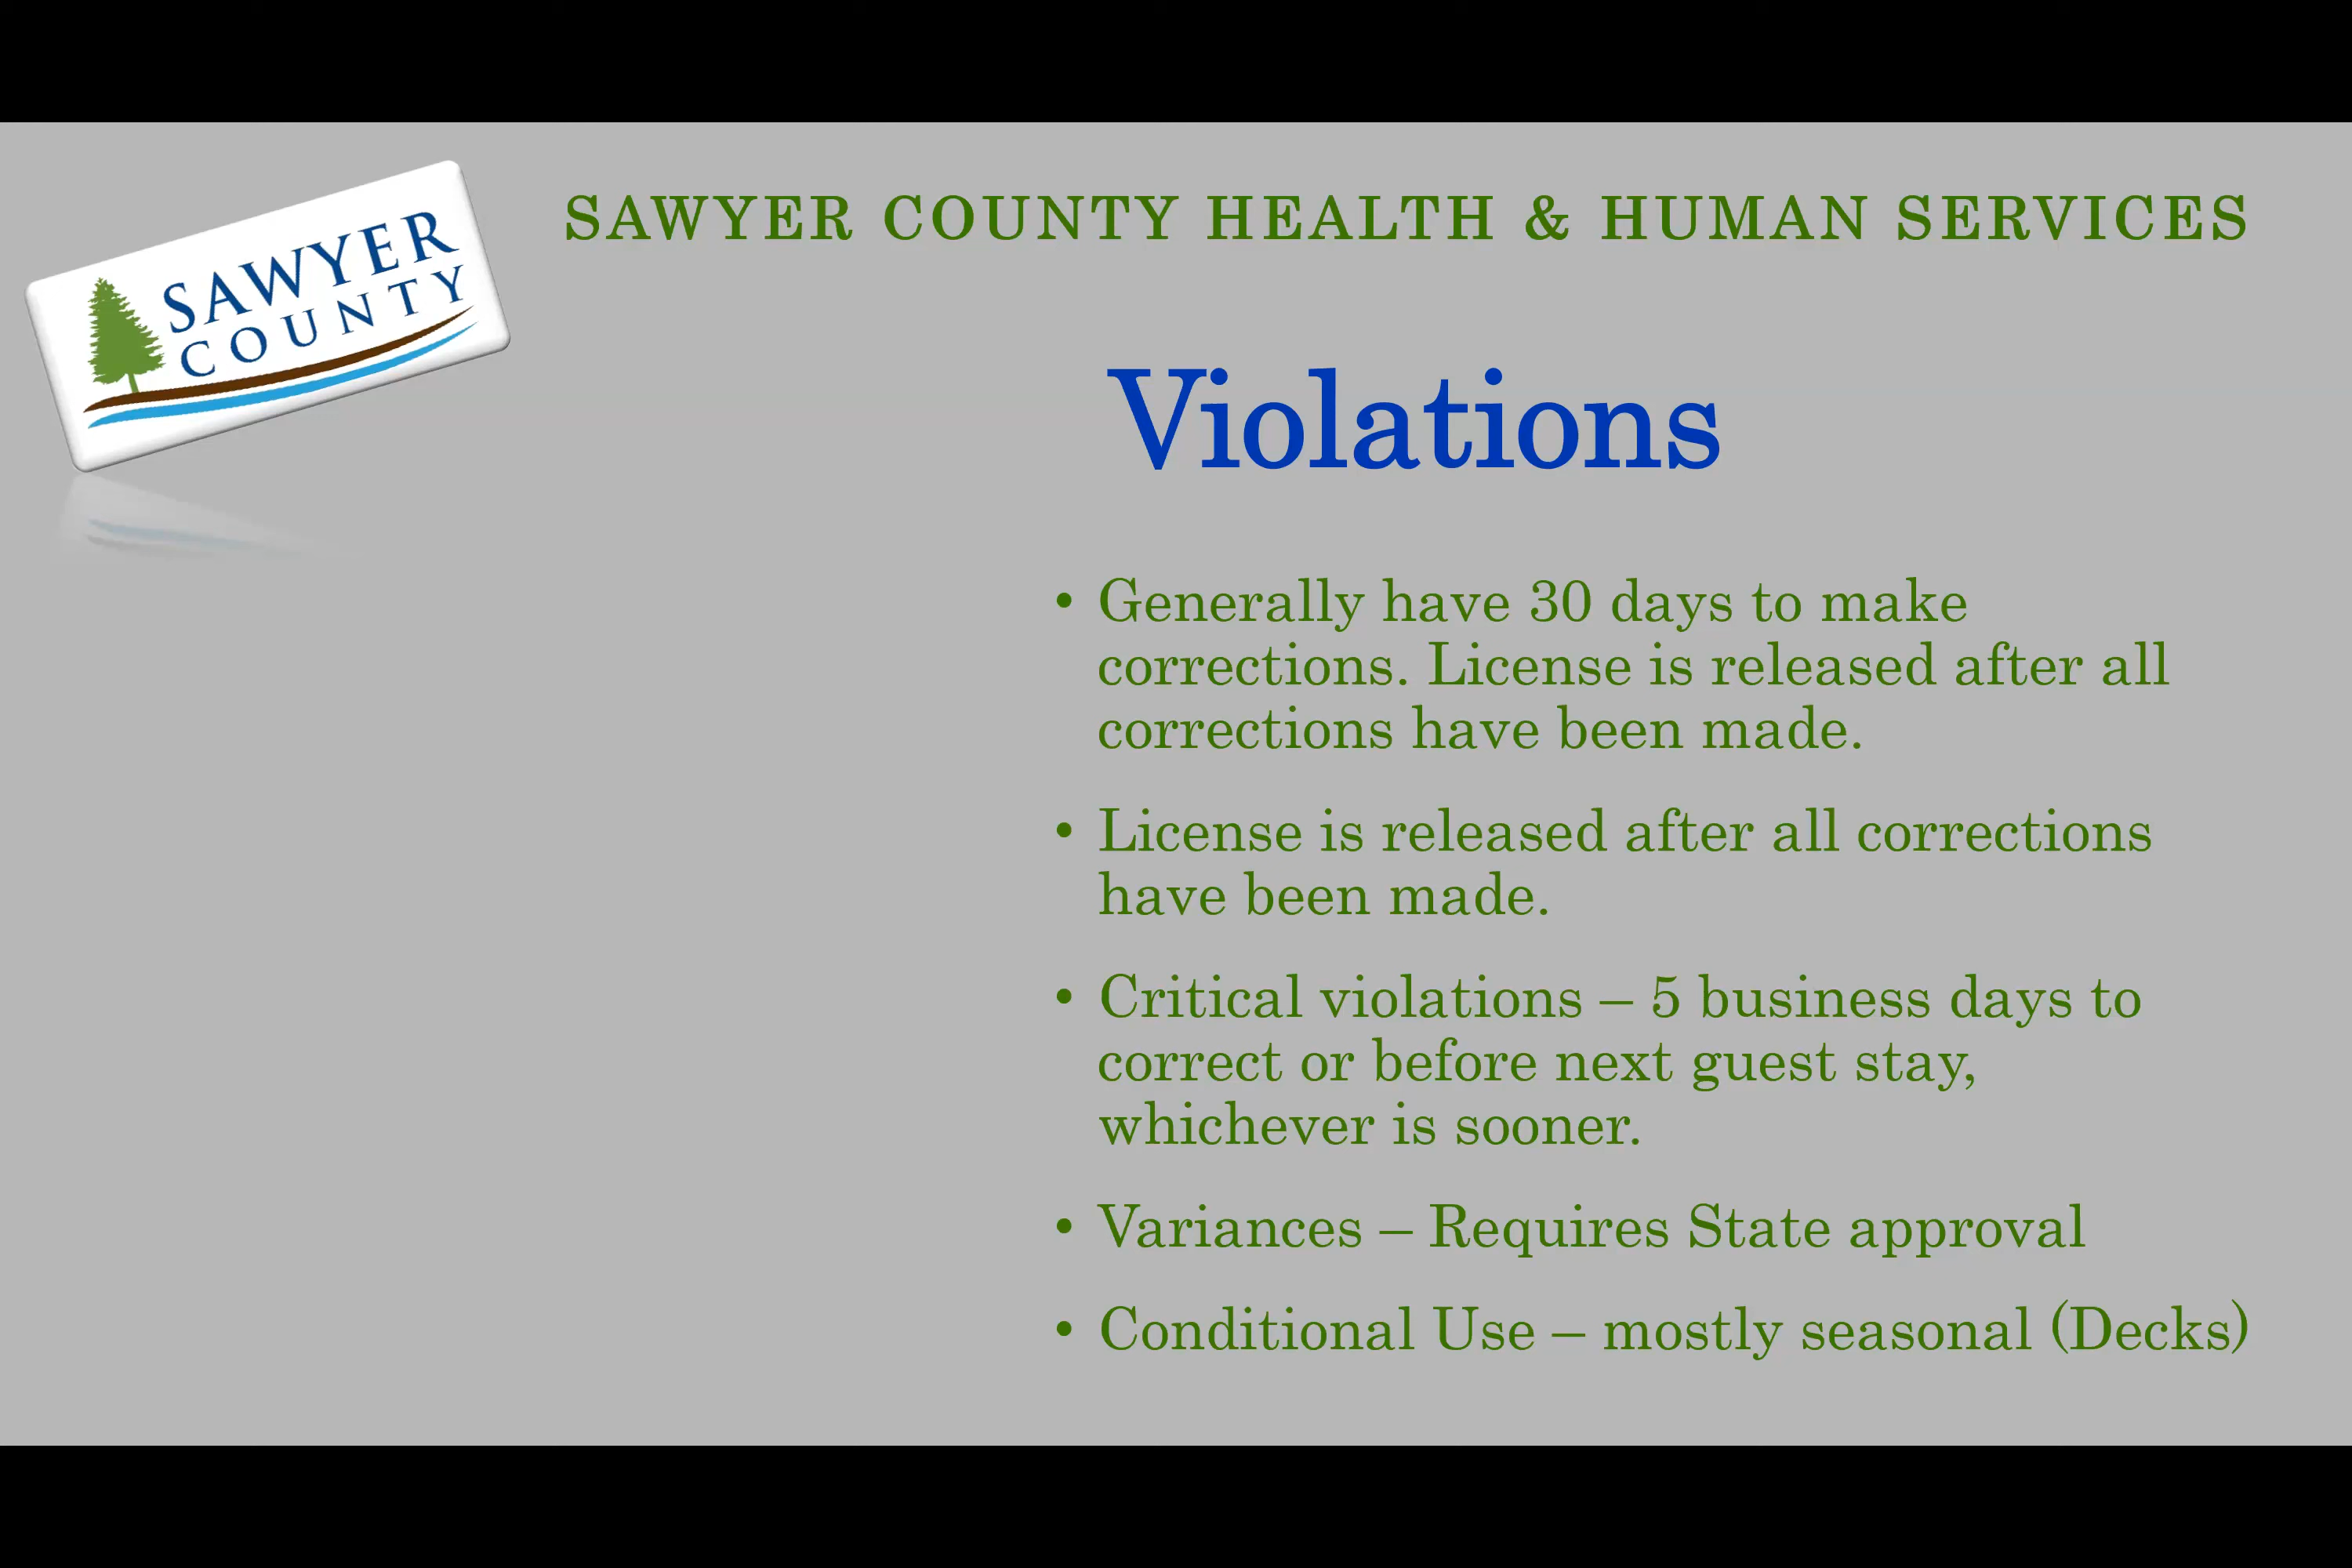 SAWYER COUNTY HEALTH & HUMAN SERVICES
SAWYER
COUNTY
Violations
• Generally have 30 days to make
corrections. License is released after all
corrections have been made.
• License is released after all corrections
have been made.
• Critical violations – 5 business days to
correct or before next guest stay,
whichever is sooner.
• Variances – Requires State approval
• Conditional Use – mostly seasonal (Decks)